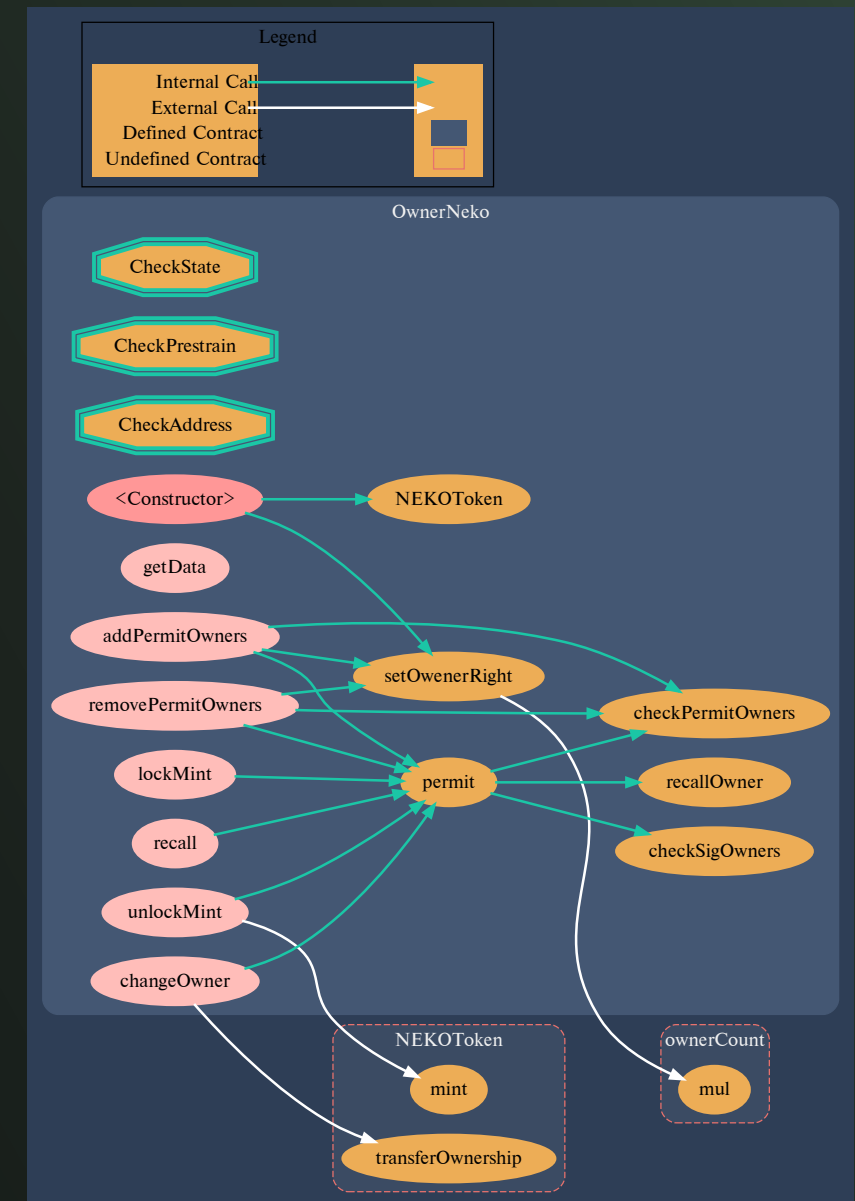 Legend
Internal Call
External Call
Defined Contract
Undefined Contract
OwnerNeko
CheckState
CheckPrestrain
CheckAddress
<Constructor>
NEKOToken
getData
addPermitOwners
setOwenerRight
removePermitOwners
checkPermitOwners
lockMint
permit
recallOwner
recall
checkSigOwners
unlockMint
changeOwner
NEKOToken
ownerCount
mint
mul
transferOwnership